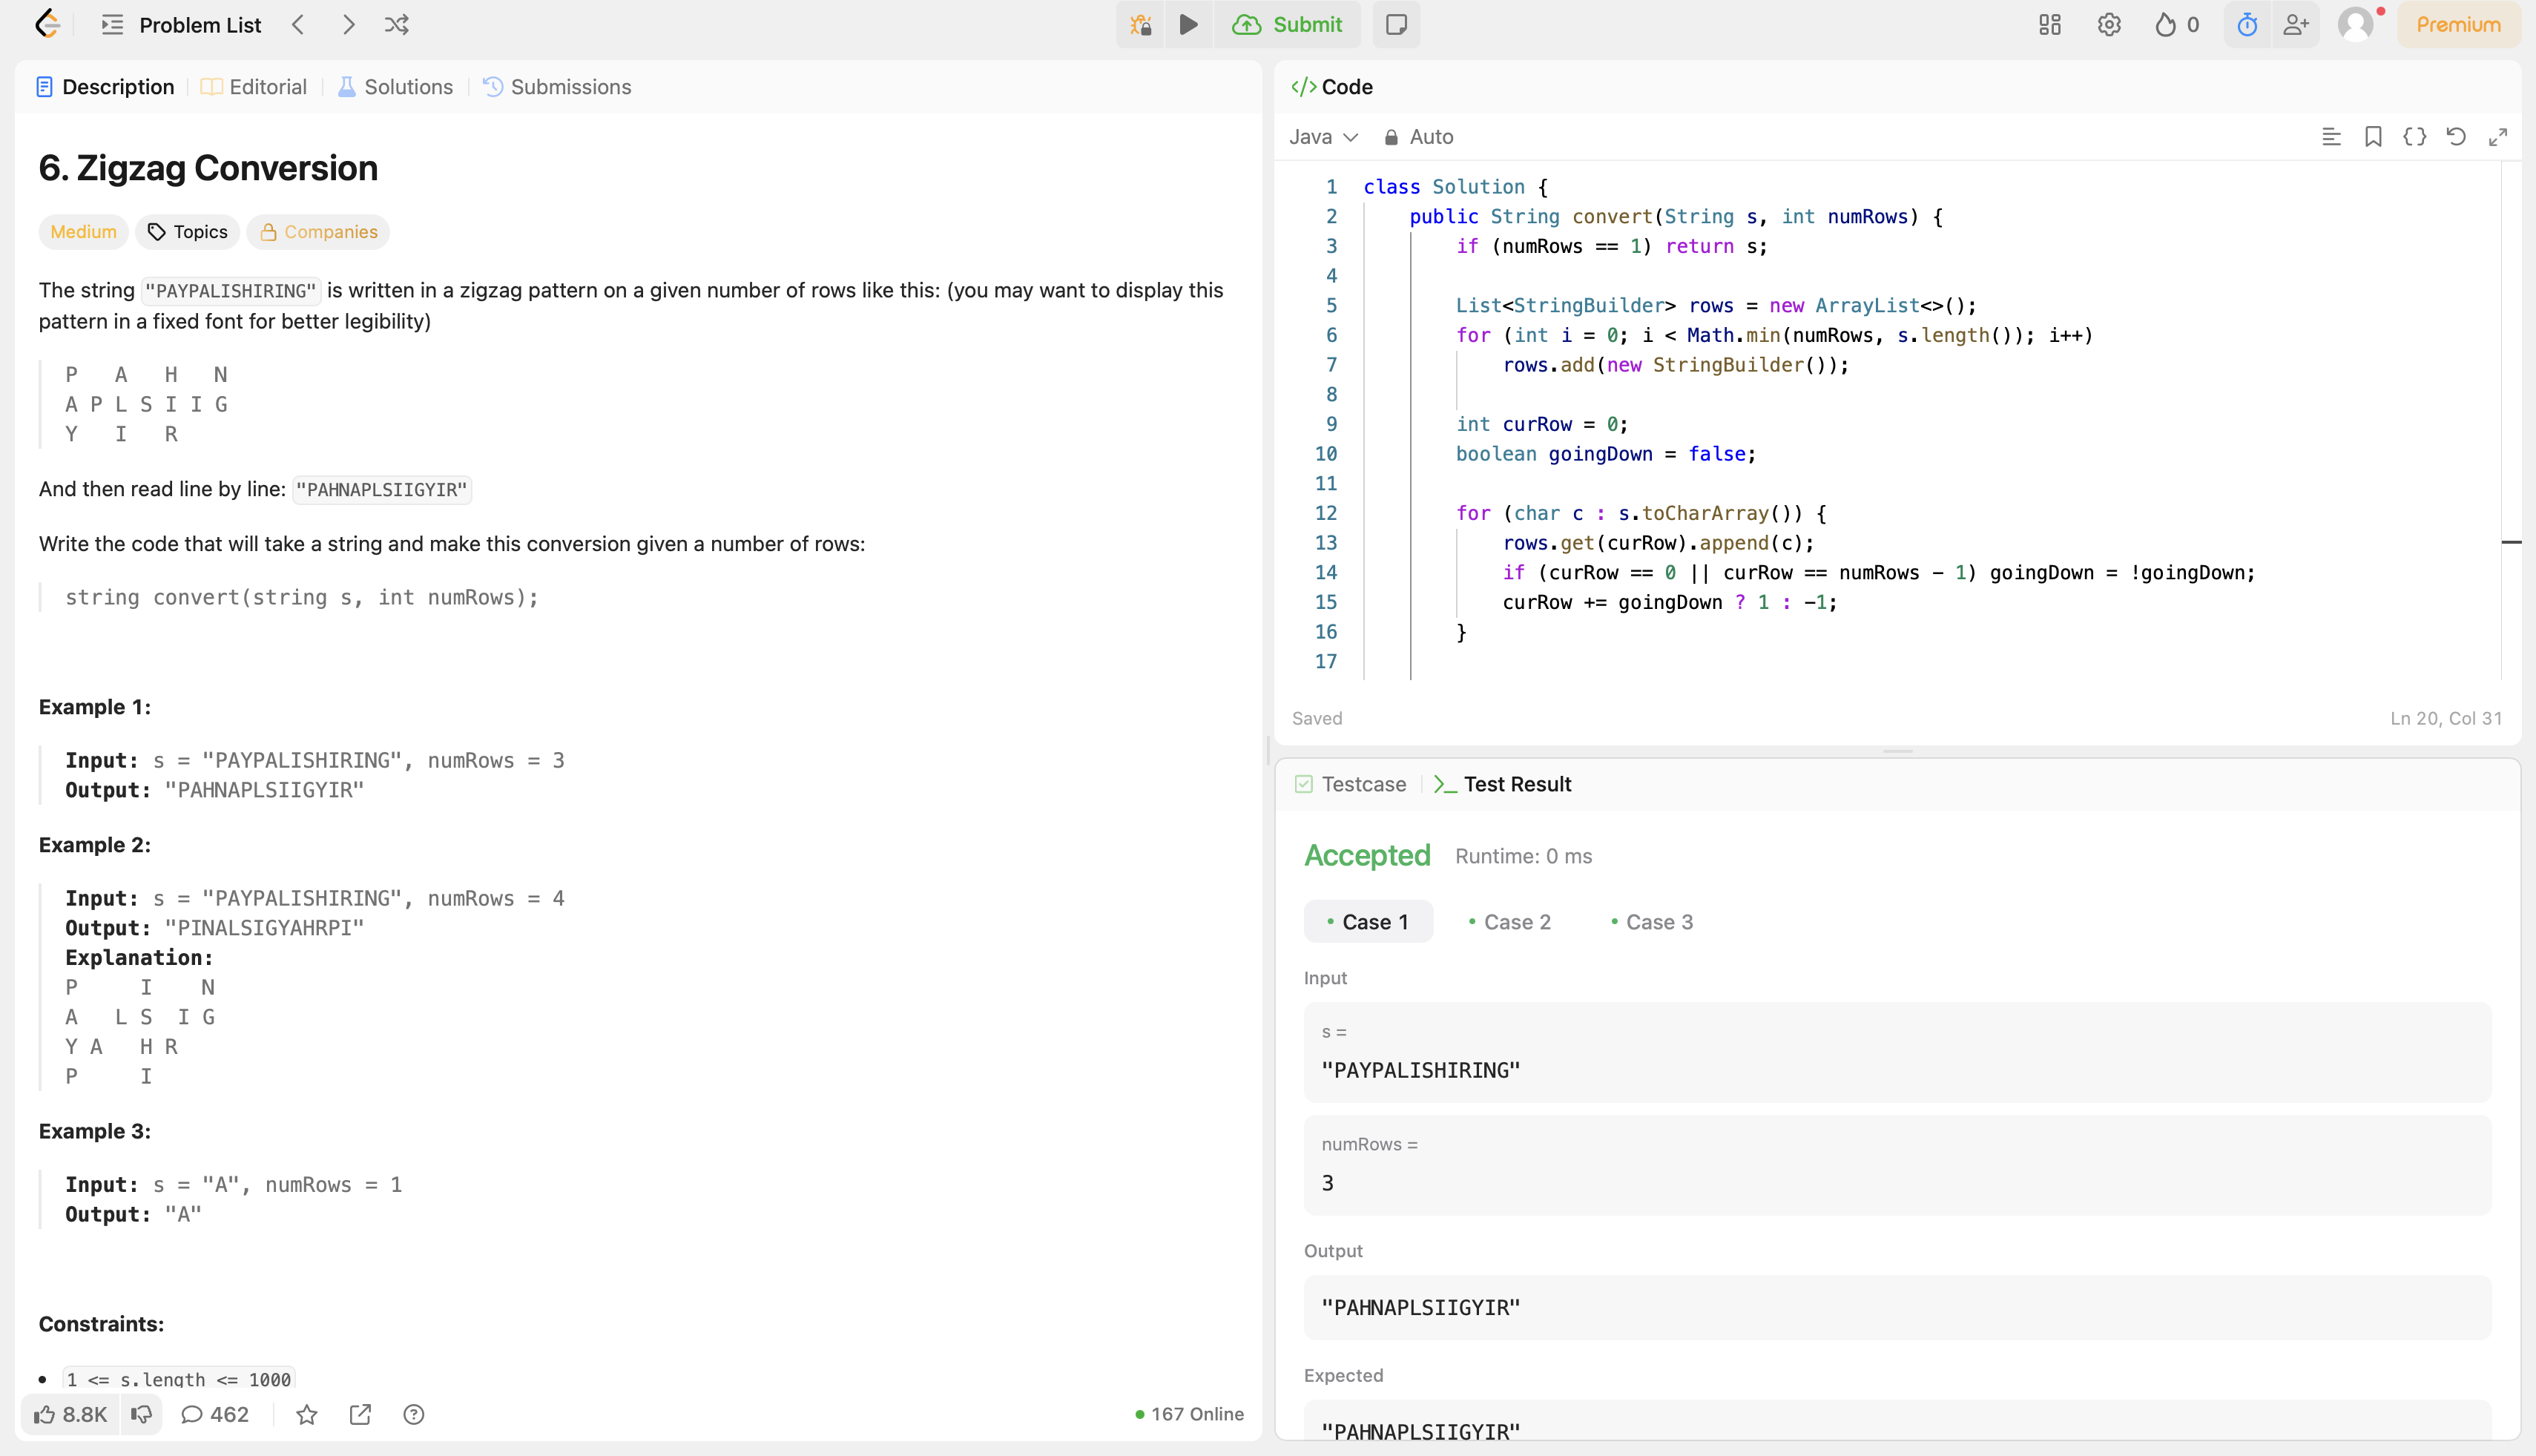 Problem List
Submit
0
Premium
Description
Editorial
Solutions
Submissions
6. Zigzag Conversion
Medium
Topics
Companies
The string "PAYPALISHIRING" is written in a zigzag pattern on a given number of rows like this: (you may want to display this
pattern in a fixed font for better legibility)
P   A   H   N
A P L S I I G
Y   I   R
And then read line by line: "PAHNAPLSIIGYIR"
Write the code that will take a string and make this conversion given a number of rows:
string convert(string s, int numRows);
Example 1:
Input: s = "PAYPALISHIRING", numRows = 3
Output: "PAHNAPLSIIGYIR"
Example 2:
Input: s = "PAYPALISHIRING", numRows = 4
Output: "PINALSIGYAHRPI"
Explanation:
P     I    N
A   L S  I G
Y A   H R
P     I
Example 3:
Input: s = "A", numRows = 1
Output: "A"
Constraints:
1 <= s.length <= 1000
8.8K
462
167 Online
</> Code
Java
Auto
1 class Solution {
2     public String convert(String s, int numRows) {
3         if (numRows == 1) return s;
4
5         List<StringBuilder> rows = new ArrayList<>();
6         for (int i = 0; i < Math.min(numRows, s.length()); i++)
7             rows.add(new StringBuilder());
8
9         int curRow = 0;
10         boolean goingDown = false;
11
12         for (char c : s.toCharArray()) {
13             rows.get(curRow).append(c);
14             if (curRow == 0 || curRow == numRows - 1) goingDown = !goingDown;
15             curRow += goingDown ? 1 : -1;
16         }
17
Saved
Ln 20, Col 31
Testcase
Test Result
Accepted
Runtime: 0 ms
Case 1
Case 2
Case 3
Input
s =
"PAYPALISHIRING"
numRows =
3
Output
"PAHNAPLSIIGYIR"
Expected
"PAHNAPLSIIGYIR"